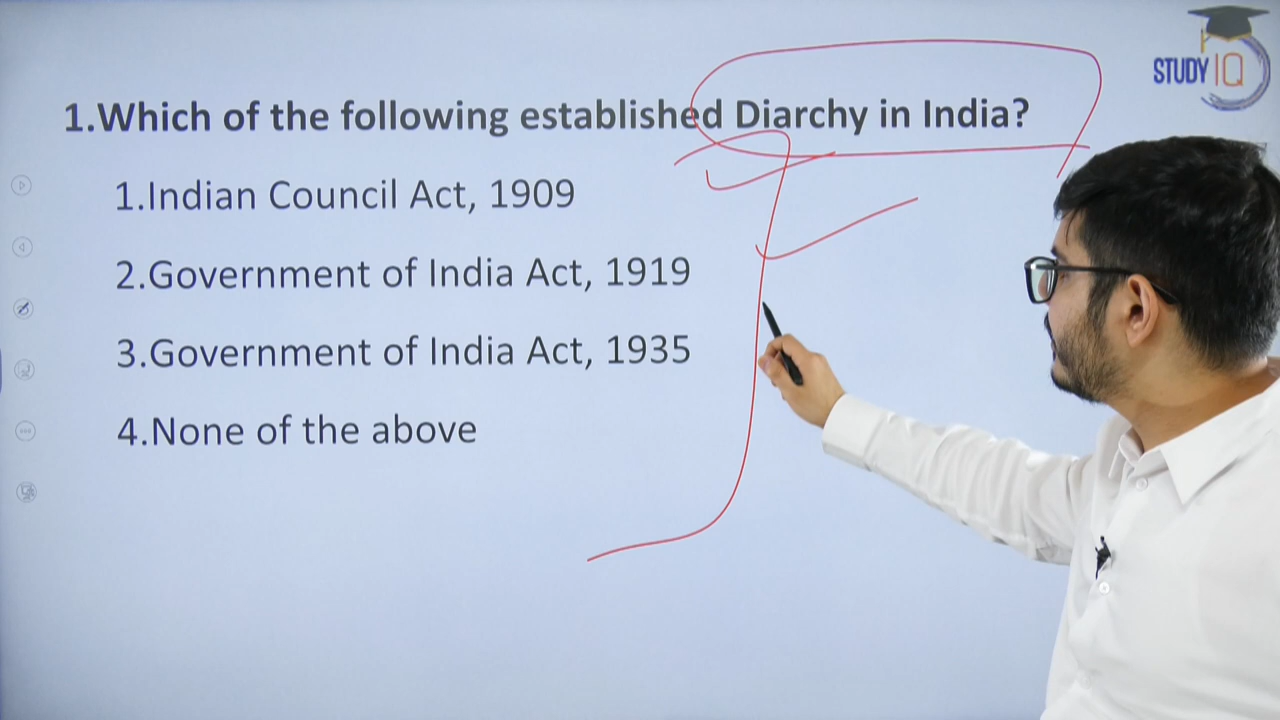 STUDY IQ
1.Which of the following established Diarchy in India?
1.Indian Council Act, 1909
2.Government of India Act, 1919
3.Government of India Act, 1935
4.None of the above